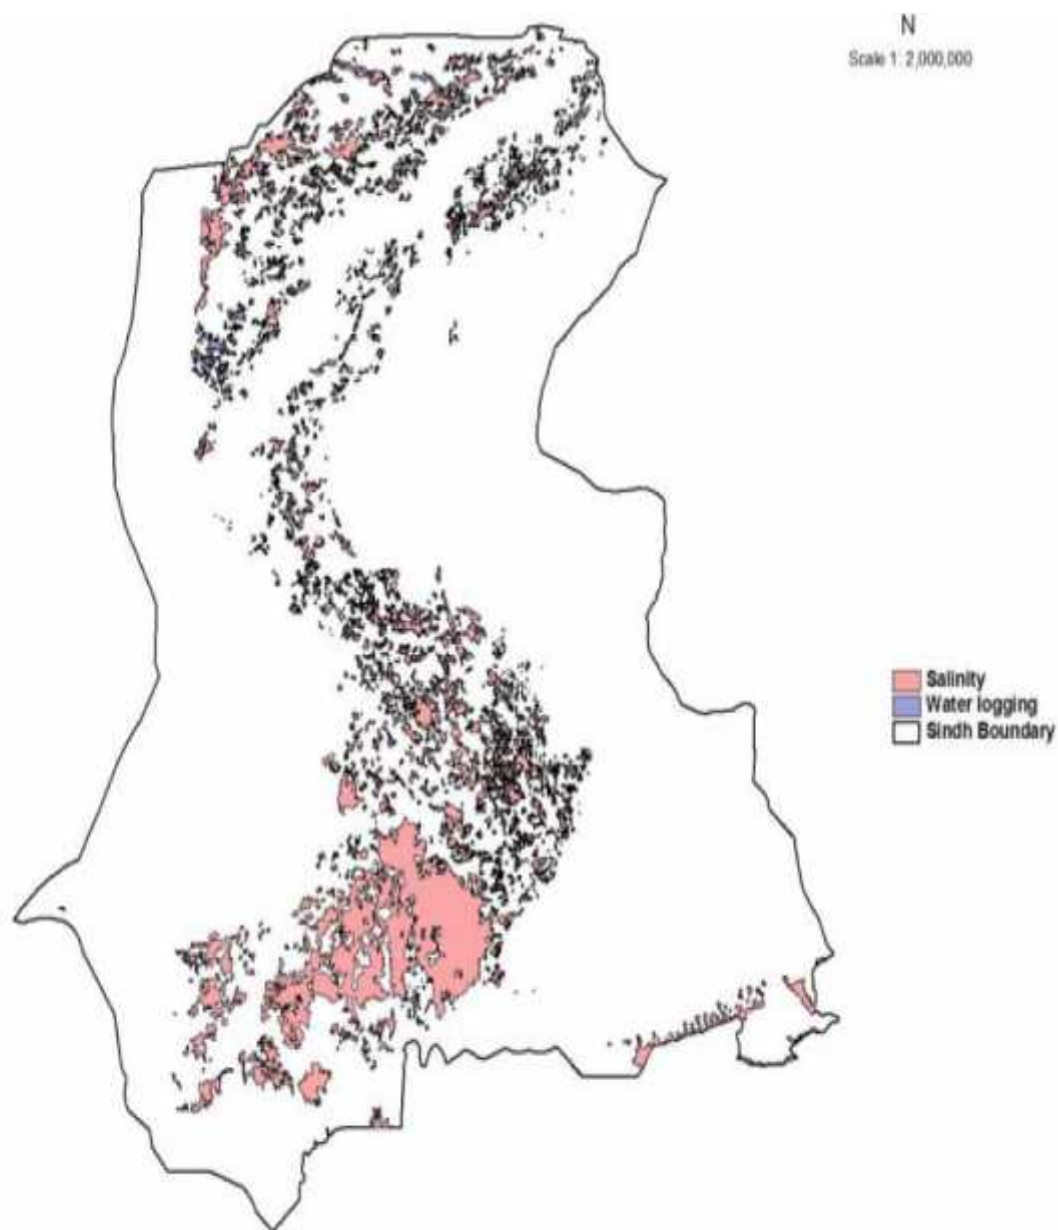 N
Scale 1: 2,000,000
Salinity
Water logging
Sindh Boundary